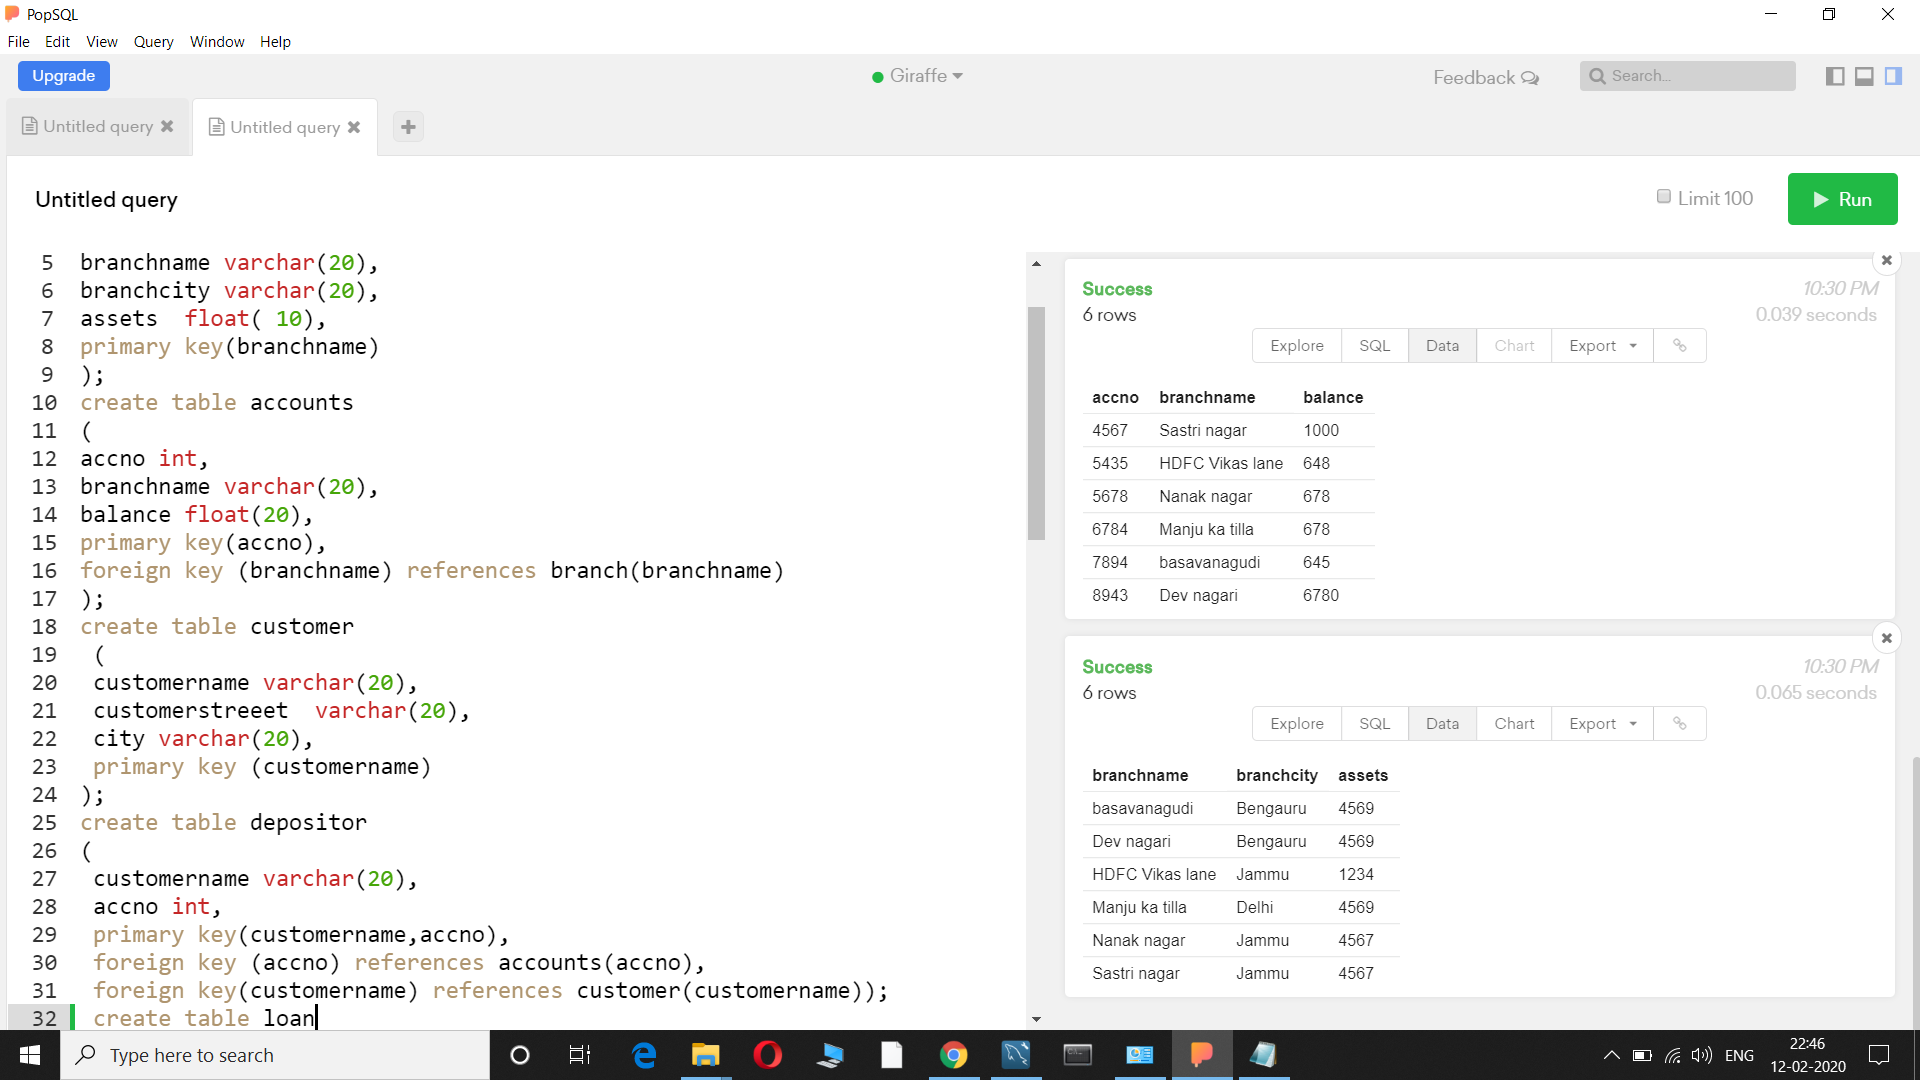 PopSQL
File Edit View Query Window Help
Upgrade
Giraffe
Feedback
Search...
Untitled query
Untitled query
Untitled query
Limit 100
Run
5 branchname varchar(20),
6 branchcity varchar(20),
7 assets  float( 10),
8 primary key(branchname)
9 );
10 create table accounts
11 (
12 accno int,
13 branchname varchar(20),
14 balance float(20),
15 primary key(accno),
16 foreign key (branchname) references branch(branchname)
17 );
18 create table customer
19 (
20 customername varchar(20),
21 customerstreeet  varchar(20),
22 city varchar(20),
23 primary key (customername)
24 );
25 create table depositor
26 (
27 customername varchar(20),
28 accno int,
29 primary key(customername,accno),
30 foreign key (accno) references accounts(accno),
31 foreign key(customername) references customer(customername));
32 create table loan
Success
10:30 PM
6 rows
0.039 seconds
Explore SQL Data Chart Export
accno branchname balance
4567 Sastri nagar 1000
5435 HDFC Vikas lane 648
5678 Nanak nagar 678
6784 Manju ka tilla 678
7894 basavanagudi 645
8943 Dev nagari 6780
Success
10:30 PM
6 rows
0.065 seconds
Explore SQL Data Chart Export
branchname branchcity assets
basavanagudi Bengauru 4569
Dev nagari Bengauru 4569
HDFC Vikas lane Jammu 1234
Manju ka tilla Delhi 4569
Nanak nagar Jammu 4567
Sastri nagar Jammu 4567
Type here to search
ENG
22:46
12-02-2020